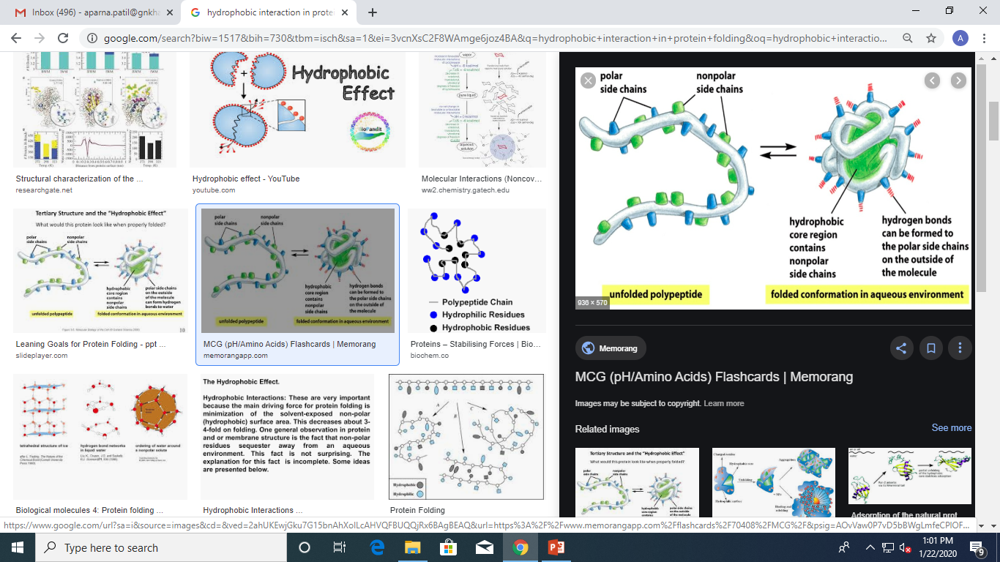 Inbox (496) - aparna.patil@gnkha
hydrophobic interaction in prote
google.com/search?biw=1517&bih=730&tbm=isch&sa=1&ei=3vcnXsC2F8WAmge6joz4BA&q=hydrophobic+interaction+in+protein+folding&oq=hydrophobic+interactio...
A
Structural characterization of the ...
researchgate.net
Hydrophobic
Effect
BioPandit
Hydrophobic effect - YouTube
youtube.com
vapor
pure liquid
aqueous
solution
Molecular Interactions (Noncov...
ww2.chemistry.gatech.edu
Tertiary Structure and the "Hydrophobic Effect"
What would this protein look like when properly folded?
polar
side chains
nonpolar
side chains
hydrophobic
core region
contains
nonpolar
side chains
polar side chains
on the outside
of the molecule
can form hydrogen
bonds to water
unfolded polypeptide
folded conformation in aqueous environment
10
Leaning Goals for Protein Folding - ppt ...
slideplayer.com
polar
side chains
nonpolar
side chains
hydrophobic
core region
contains
nonpolar
side chains
hydrogen bonds
can be formed to
the polar side chains
on the outside of
the molecule
unfolded polypeptide
folded conformation in aqueous environment
MCG (pH/Amino Acids) Flashcards | Memorang
memorangapp.com
Polypeptide Chain
Hydrophilic Residues
Hydrophobic Residues
Proteins – Stabilising Forces | Bio...
biochem.co
tetrahedral structure of ice
hydrogen bond networks
in liquid water
ordering of water around
a nonpolar solute
Biological molecules 4: Protein folding ...
The Hydrophobic Effect.
Hydrophobic Interactions: These are very important
because the main driving force for protein folding is
minimization of the solvent-exposed non-polar
(hydrophobic) surface area. This decreases about 3-
4-fold on folding. One general observation in protein
and or membrane structure is the fact that non-polar
residues sequester away from an aqueous
environment. This fact is not surprising. The
explanation for this fact is incomplete. Some ideas
are presented below.
Hydrophobic Interactions...
A
B
C
Hydrophobic
Hydrophilic
Protein Folding
polar
side chains
nonpolar
side chains
hydrophobic
core region
contains
nonpolar
side chains
hydrogen bonds
can be formed to
the polar side chains
on the outside of
the molecule
unfolded polypeptide
folded conformation in aqueous environment
936 × 570
Memorang
MCG (pH/Amino Acids) Flashcards | Memorang
Images may be subject to copyright. Learn more
Related images
See more
Tertiary Structure and the "Hydrophobic Effect"
What would this protein look like when properly folded?
polar
side chains
nonpolar
side chains
hydrophobic
core region
contains
polar side chains
on the outside
of the molecule
Hydrophobic core
Unfolding
Hydrophilic surface
Adsorption of the natural prot
https://www.google.com/url?sa=i&source=images&cd=&ved=2ahUKEwjGku7G15bnAhXolLcAHVQFBUQQjRx6BAgBEAQ&url=https%3A%2F%2Fwww.memorangapp.com%2Fflashcards%2F70408%2FMCG%2F&psig=AOvVaw0P7vD5bBWgLmfeCPlOF...
Type here to search
1:01 PM
1/22/2020
9